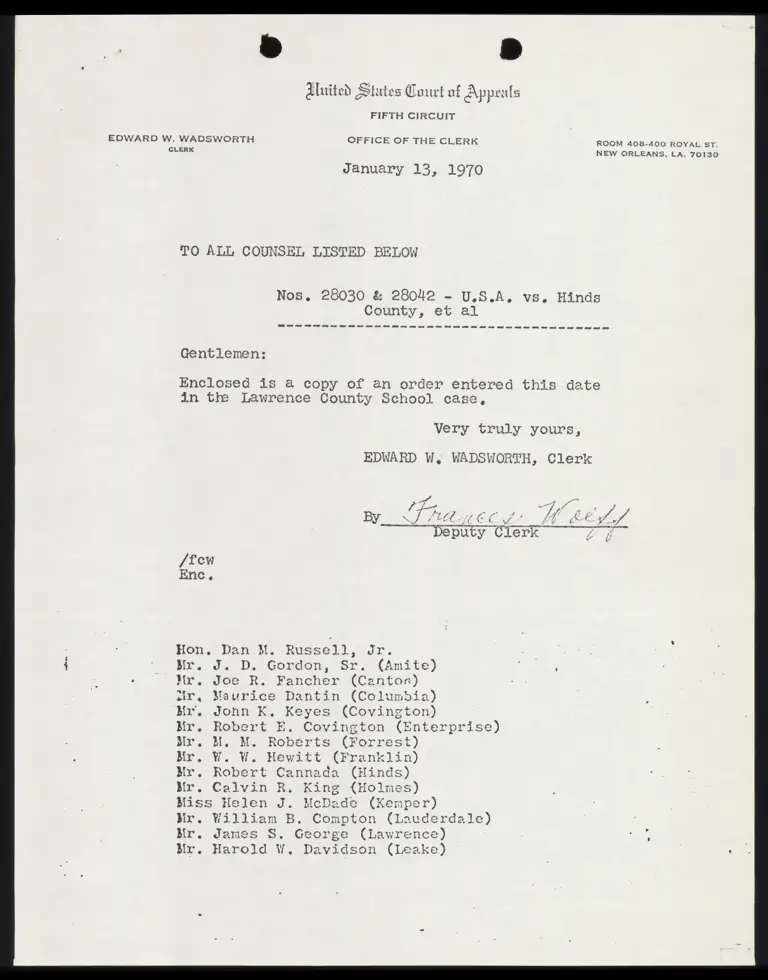 United States Court of Appeals
FIFTH CIRCUIT
EDWARD W. WADSWORTH
CLERK
OFFICE OF THE CLERK
ROOM 408-400 ROYAL ST.
NEW ORLEANS, LA. 70130
January 13, 1970
TO ALL COUNSEL LISTED BELOW
Nos. 28030 & 28042 - U.S.A. vs. Hinds
County, et al
Gentlemen:
Enclosed is a copy of an order entered this date
in the Lawrence County School case.
Very truly yours,
EDWARD W. WADSWORTH, Clerk
By Frances Wolff
Deputy Clerk
/fcw
Enc.
Hon. Dan M. Russell, Jr.
Mr. J. D. Gordon, Sr. (Amite)
Mr. Joe R. Fancher (Canton)
Mr. Maurice Dantin (Columbia)
Mr. John K. Keyes (Covington)
Mr. Robert E. Covington (Enterprise)
Mr. M. M. Roberts (Forrest)
Mr. W. W. Hewitt (Franklin)
Mr. Robert Cannada (Hinds)
Mr. Calvin R. King (Holmes)
Miss Helen J. McDade (Kemper)
Mr. William B. Compton (Lauderdale)
Mr. James S. George (Lawrence)
Mr. Harold W. Davidson (Leake)